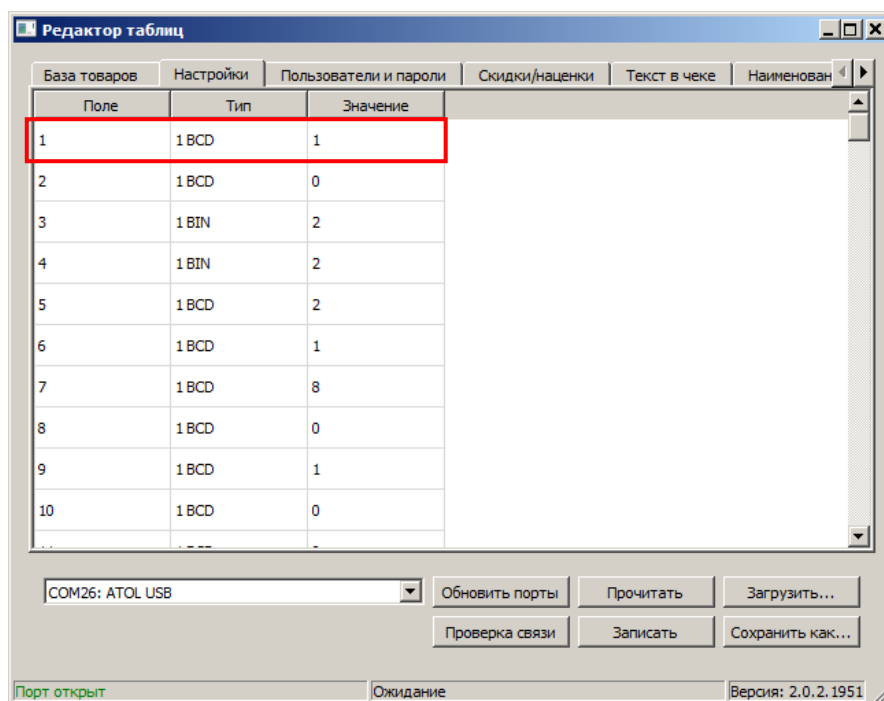 Редактор таблиц
База товаров Настройки Пользователи и пароли Скидки/наценки Текст в чеке Наименован
Поле Тип Значение
1 1 BCD 1
2 1 BCD 0
3 1 BIN 2
4 1 BIN 2
5 1 BCD 2
6 1 BCD 1
7 1 BCD 8
8 1 BCD 0
9 1 BCD 1
10 1 BCD 0
COM26: ATOL USB Обновить порты Прочитать Загрузить...
Проверка связи Записать Сохранить как...
Порт открыт Ожидание Версия: 2.0.2.1951